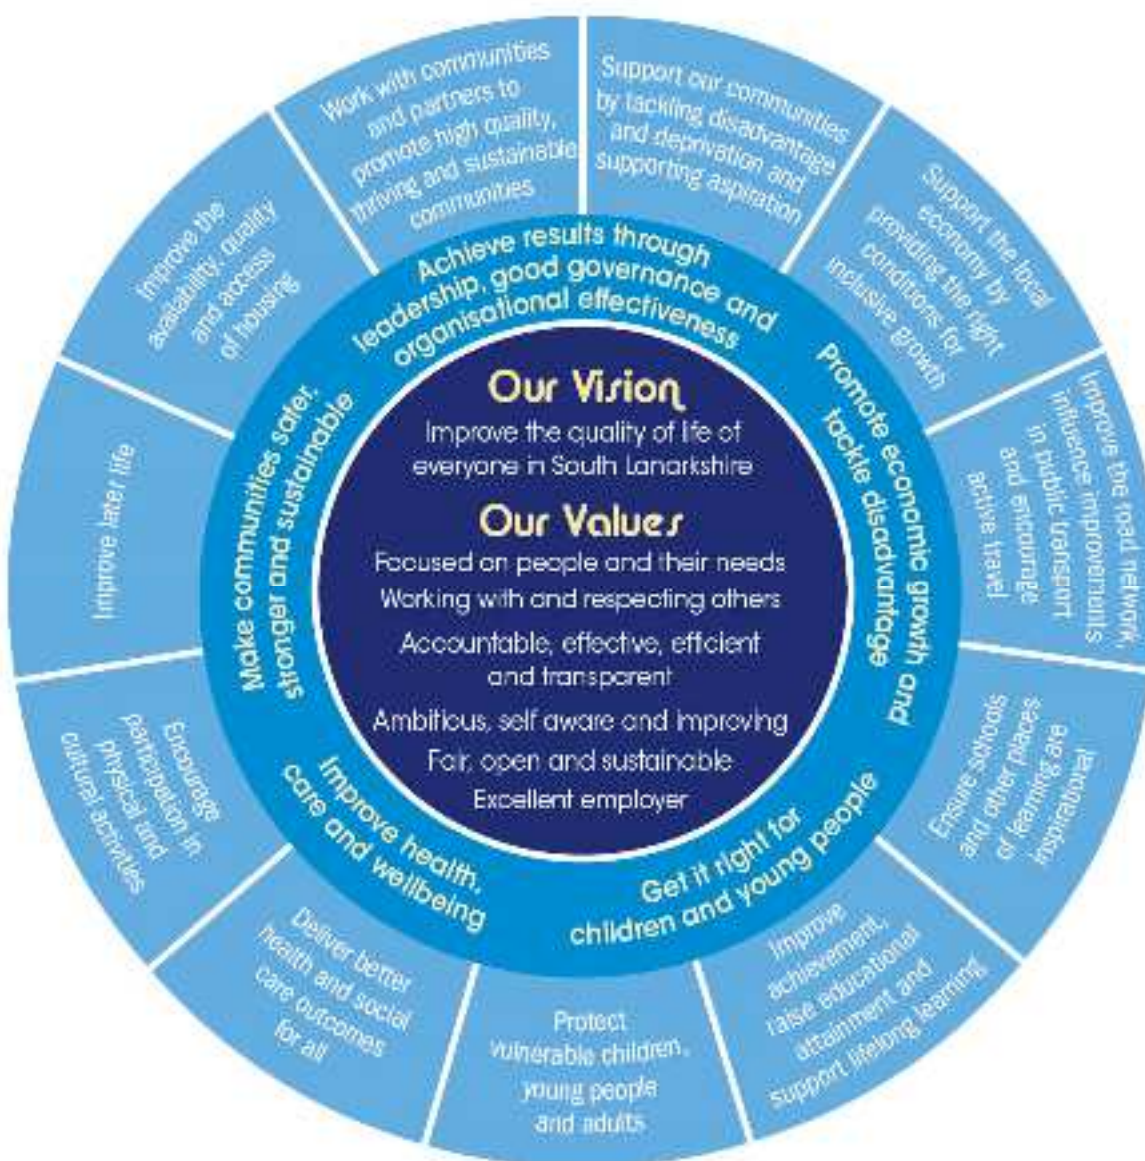 Our Vision
Improve the quality of life of
everyone in South Lanarkshire
Our Values
Focused on people and their needs
Working with and respecting others
Accountable, effective, efficient
and transparent
Ambitious, self aware and improving
Fair, open and sustainable
Excellent employer
Achieve results through
leadership, good governance and
organisational effectiveness
Promote economic growth and
tackle disadvantage
Get it right for
children and young people
Improve health,
care and wellbeing
Make communities safer,
stronger and sustainable
Support our communities
by tackling disadvantage
and deprivation and
supporting aspiration
Support the local
economy by
providing the right
conditions for
inclusive growth
Improve the road network,
influence improvements
in public transport
and encourage
active travel
Ensure schools
and other places
of learning are
inspirational
Improve
achievement,
raise educational
attainment and
support lifelong learning
Protect
vulnerable children,
young people
and adults
Deliver better
health and social
care outcomes
for all
Encourage
participation in
physical and
cultural activities
Improve later life
Improve the
availability, quality
and access
of housing
Work with communities
and partners to
promote high quality,
thriving and sustainable
communities